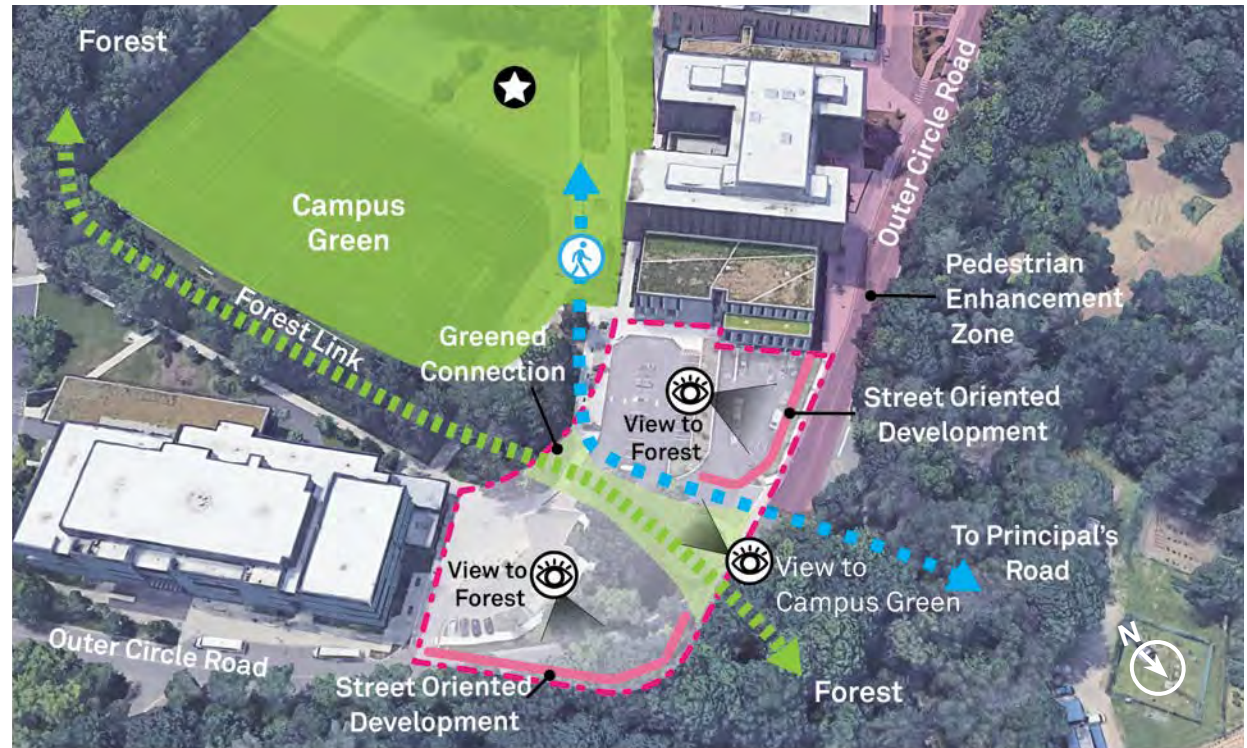 Forest
Campus
Green
Outer Circle Road
Pedestrian
Enhancement
Zone
Forest Link
Greened
Connection
View to
Forest
Street Oriented
Development
View to
Forest
View to
Campus Green
To Principal's
Road
Outer Circle Road
Street Oriented
Development
Forest
N